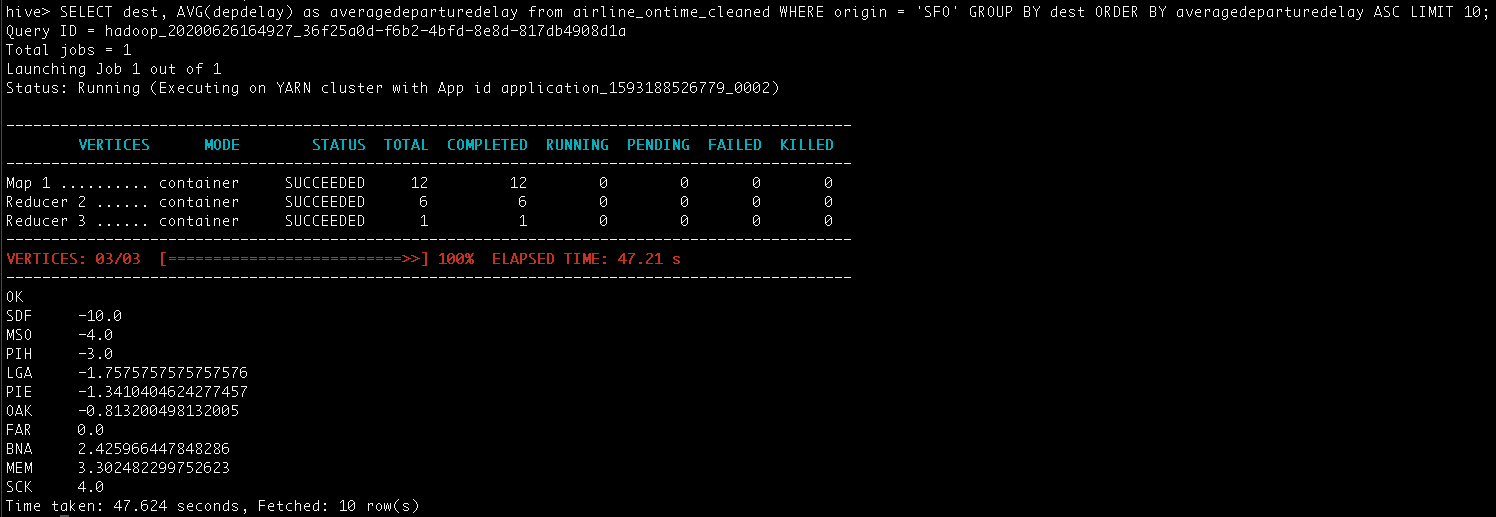 hive> SELECT dest, AVG(depdelay) as averagedeparturedelay from airline_ontime_cleaned WHERE origin = 'SFO' GROUP BY dest ORDER BY averagedeparturedelay ASC LIMIT 10;
Query ID = hadoop_20200626164927_36f25a0d-f6b2-4bfd-8e8d-817db4908d1a
Total jobs = 1
Launching Job 1 out of 1
Status: Running (Executing on YARN cluster with App id application_1593188526779_0002)
----------------------------------------------------------------------------------------------
        VERTICES      MODE        STATUS  TOTAL  COMPLETED  RUNNING  PENDING  FAILED  KILLED
----------------------------------------------------------------------------------------------
Map 1 .......... container     SUCCEEDED     12         12        0        0       0       0
Reducer 2 ...... container     SUCCEEDED      6          6        0        0       0       0
Reducer 3 ...... container     SUCCEEDED      1          1        0        0       0       0
----------------------------------------------------------------------------------------------
VERTICES: 03/03  [==========================>>] 100%  ELAPSED TIME: 47.21 s
----------------------------------------------------------------------------------------------
OK
SDF     -10.0
MSO     -4.0
PIH     -3.0
LGA     -1.7575757575757576
PIE     -1.3410404624277457
OAK     -0.813200498132005
FAR     0.0
BNA     2.425966447848286
MEM     3.302482299752623
SCK     4.0
Time taken: 47.624 seconds, Fetched: 10 row(s)